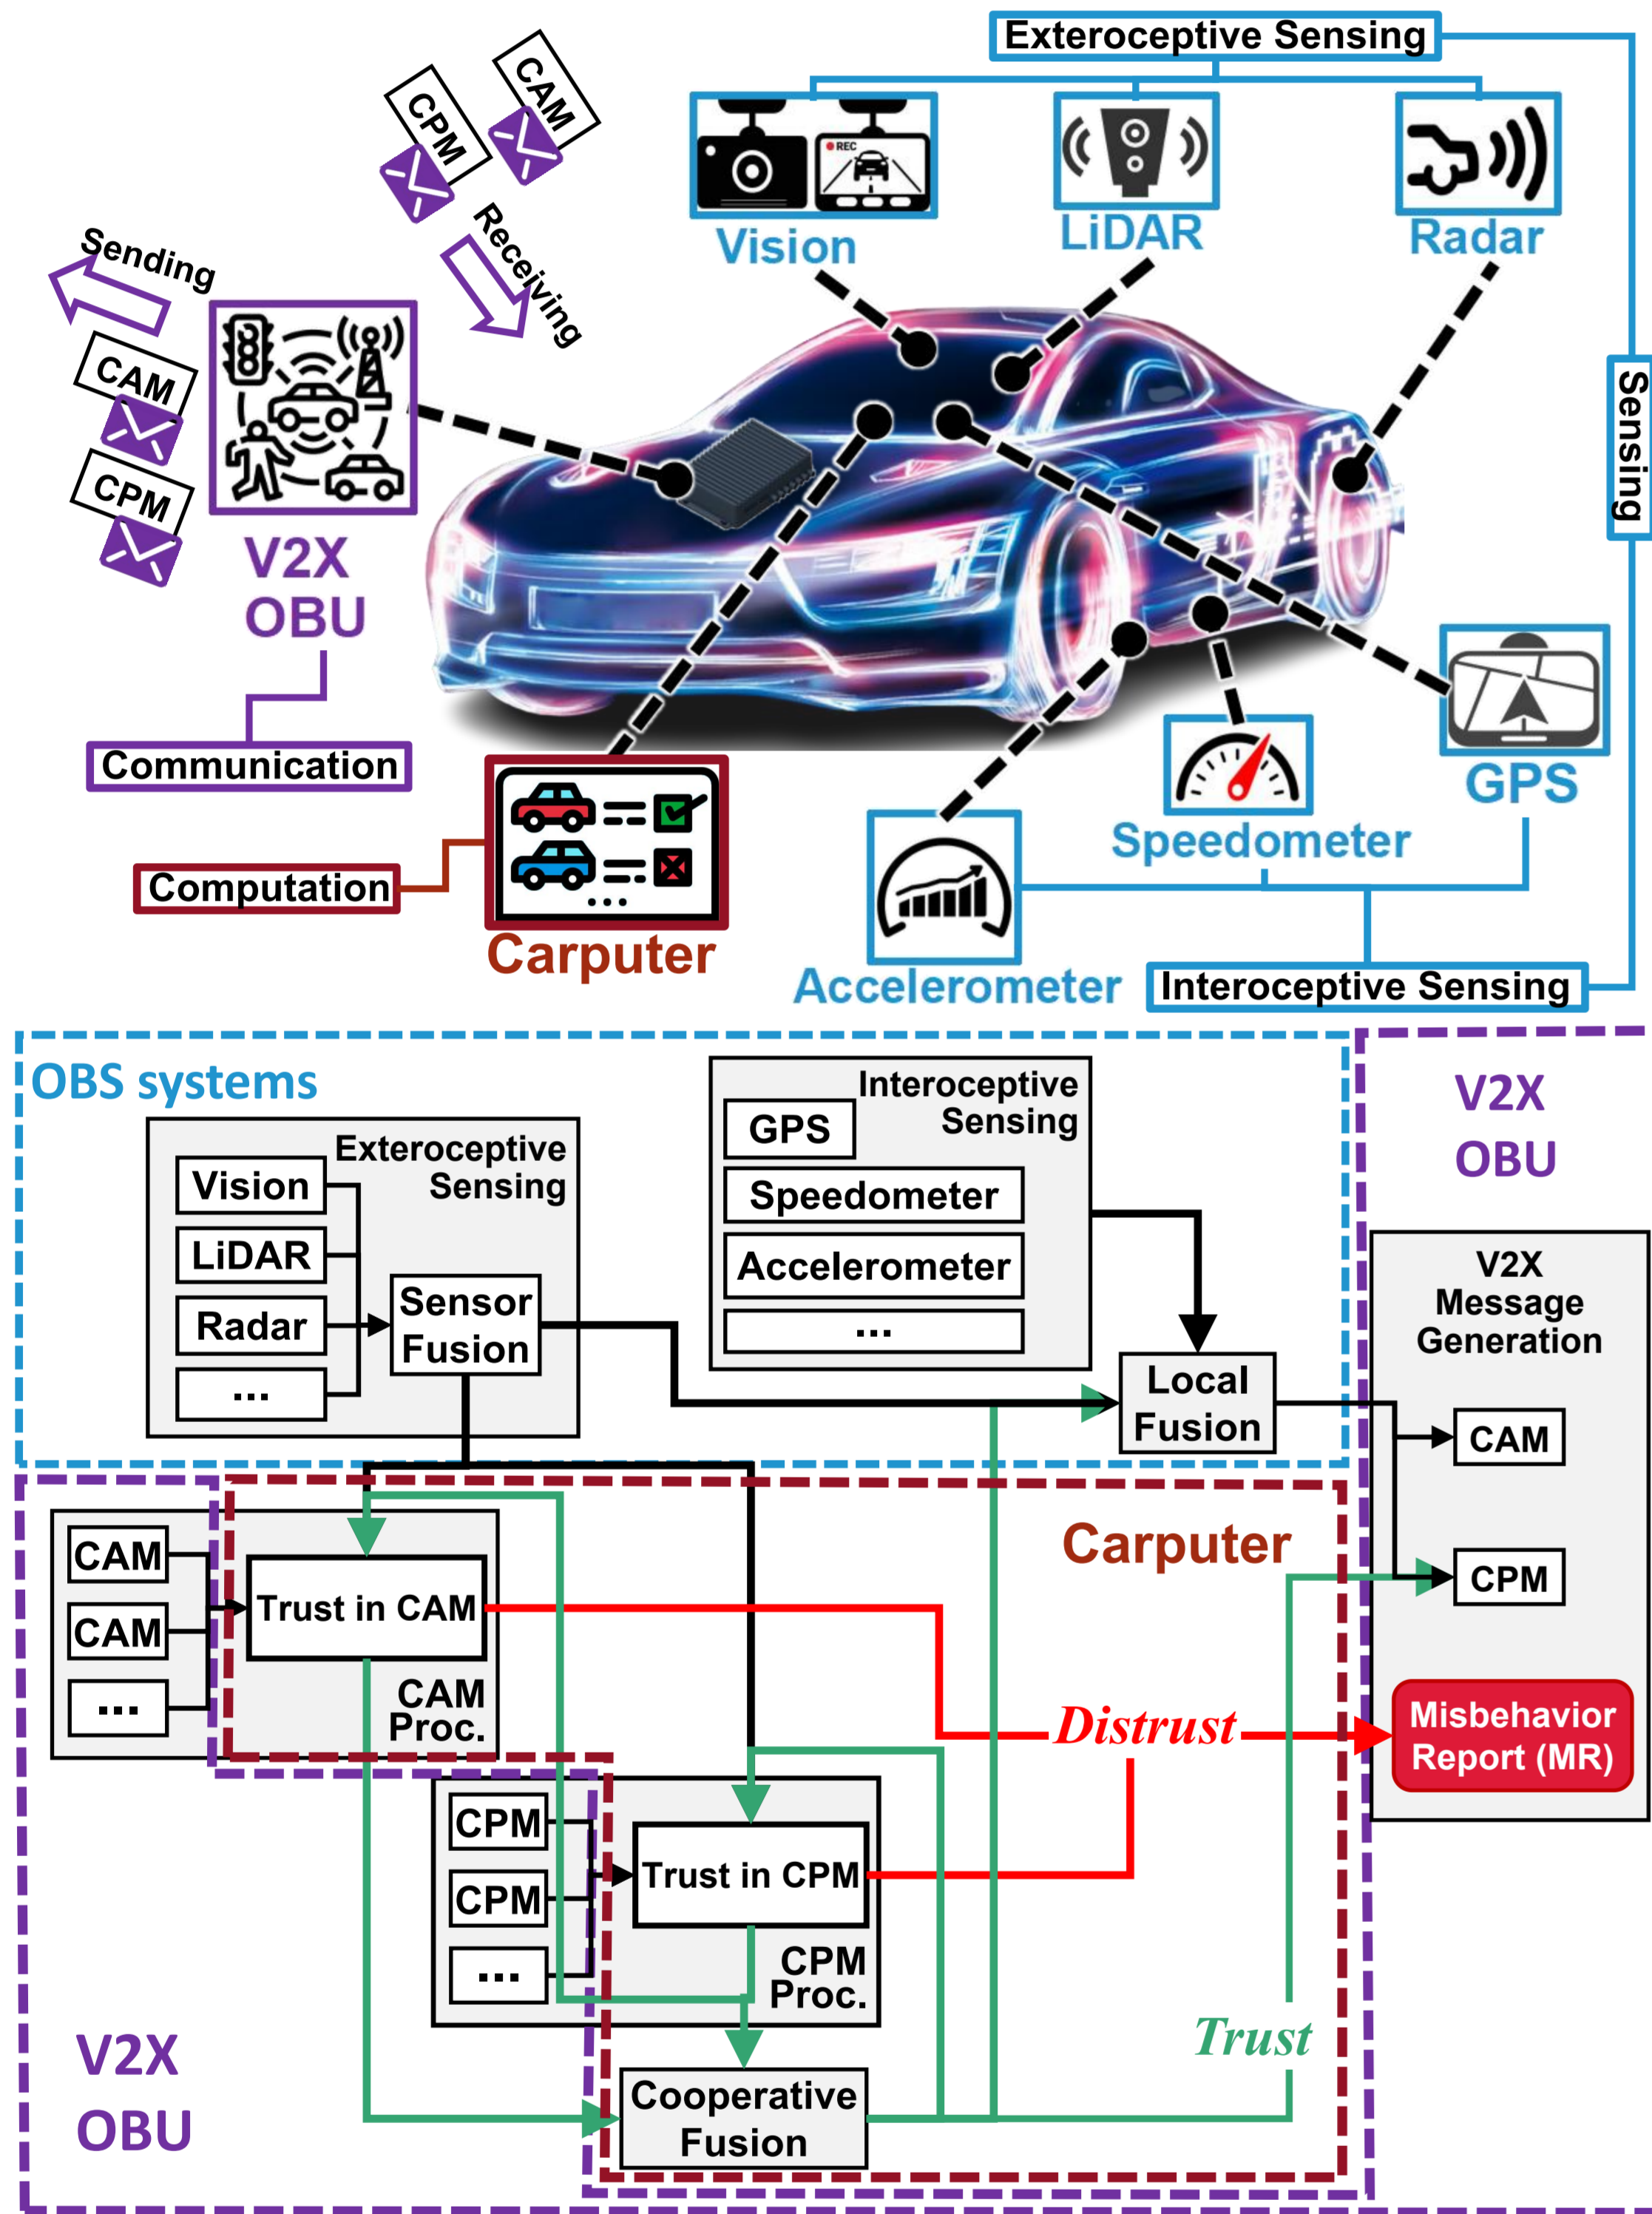 Exteroceptive Sensing
CAM
CPM
Receiving
Sending
REC
Vision
LiDAR
Radar
Sensing
CAM
CPM
V2X
OBU
Communication
Computation
Carputer
GPS
Speedometer
Accelerometer
Interoceptive Sensing
OBS systems
Exteroceptive
Sensing
Vision
LiDAR
Radar
...
Sensor
Fusion
Interoceptive
Sensing
GPS
Speedometer
Accelerometer
...
Local
Fusion
V2X
OBU
V2X
Message
Generation
CAM
CPM
Misbehavior
Report (MR)
Carputer
CAM
CAM
...
Trust in CAM
CAM
Proc.
Distrust
CPM
CPM
...
Trust in CPM
CPM
Proc.
Trust
Cooperative
Fusion
V2X
OBU